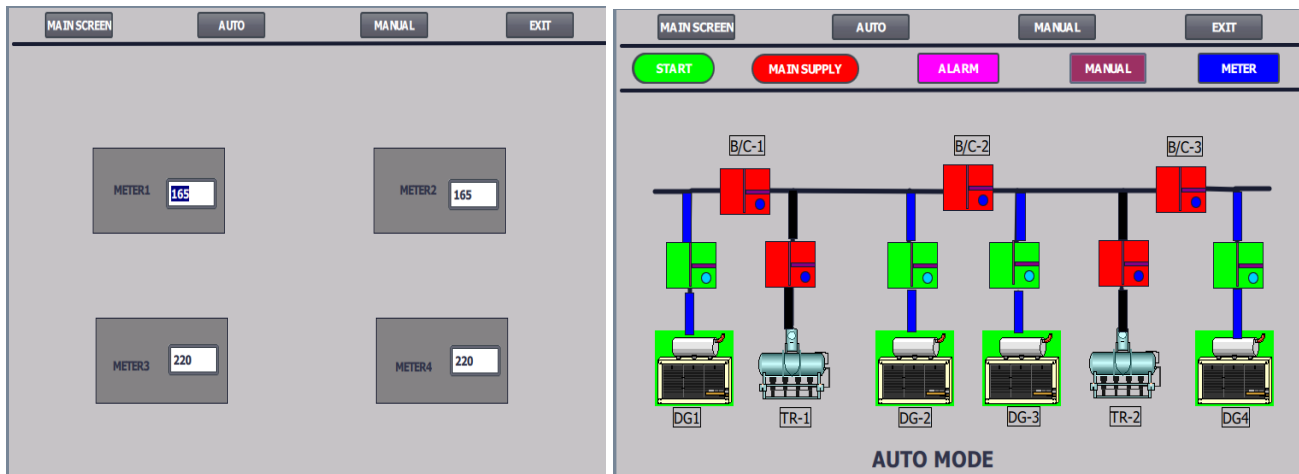 MAIN SCREEN AUTO MANUAL EXIT
METER1 165 METER2 165
METER3 220 METER4 220
MAIN SCREEN AUTO MANUAL EXIT
START MAIN SUPPLY ALARM MANUAL METER
B/C-1 B/C-2 B/C-3
DG1 TR-1 DG-2 DG-3 TR-2 DG4
AUTO MODE